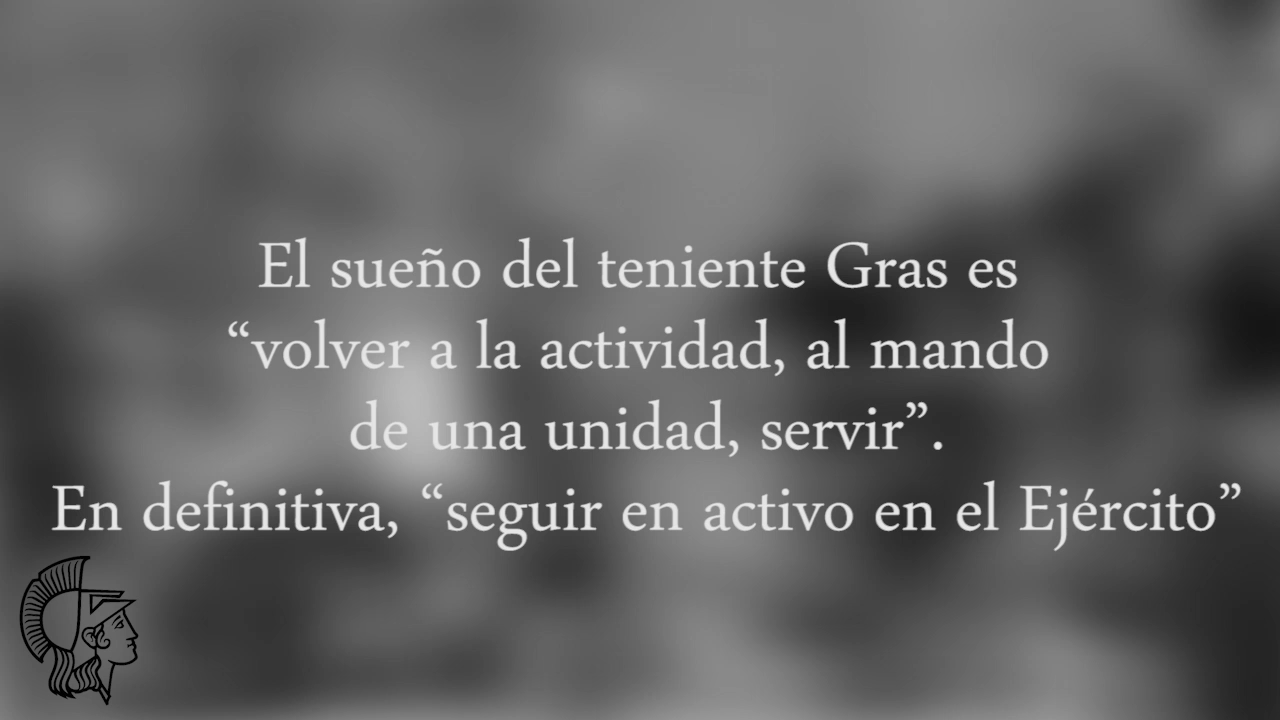 El sueño del teniente Gras es
“volver a la actividad, al mando
de una unidad, servir”.
En definitiva, “seguir en activo en el Ejército”